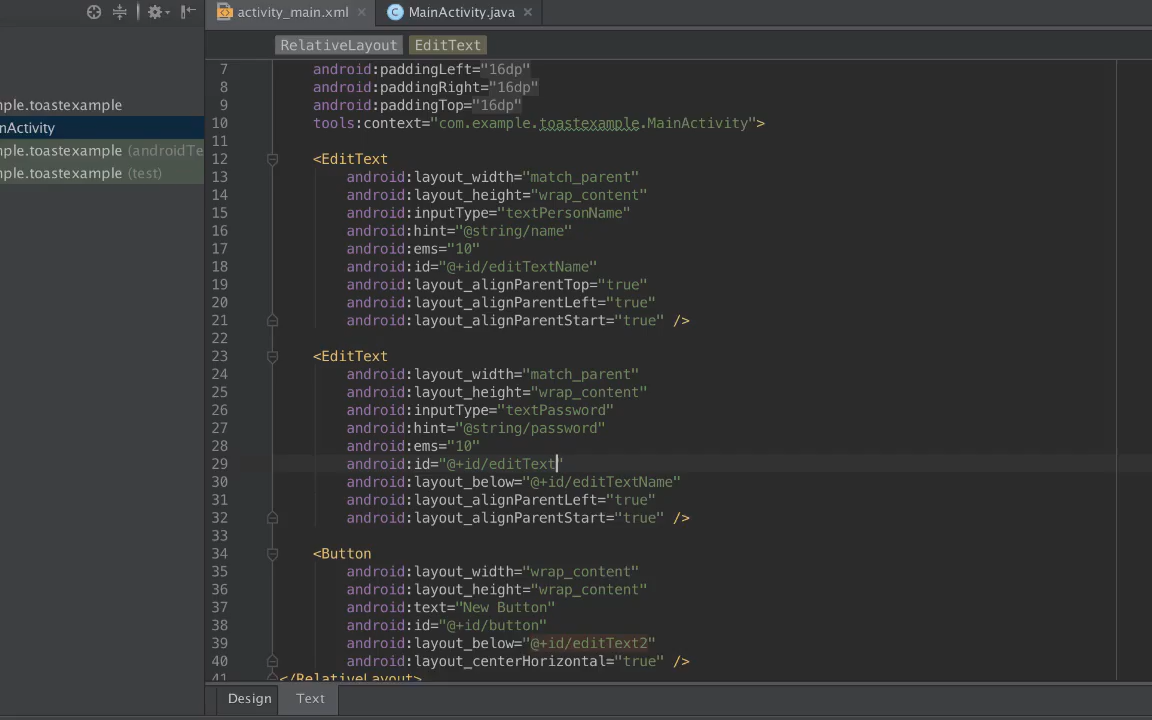 activity_main.xml
MainActivity.java
RelativeLayout EditText
mple.toastexample
nActivity
mple.toastexample (androidTe
mple.toastexample (test)
7 android:paddingLeft="16dp"
8 android:paddingRight="16dp"
9 android:paddingTop="16dp"
10 tools:context="com.example.toastexample.MainActivity">
11
12 <EditText
13 android:layout_width="match_parent"
14 android:layout_height="wrap_content"
15 android:inputType="textPersonName"
16 android:hint="@string/name"
17 android:ems="10"
18 android:id="@+id/editTextName"
19 android:layout_alignParentTop="true"
20 android:layout_alignParentLeft="true"
21 android:layout_alignParentStart="true" />
22
23 <EditText
24 android:layout_width="match_parent"
25 android:layout_height="wrap_content"
26 android:inputType="textPassword"
27 android:hint="@string/password"
28 android:ems="10"
29 android:id="@+id/editText"
30 android:layout_below="@+id/editTextName"
31 android:layout_alignParentLeft="true"
32 android:layout_alignParentStart="true" />
33
34 <Button
35 android:layout_width="wrap_content"
36 android:layout_height="wrap_content"
37 android:text="New Button"
38 android:id="@+id/button"
39 android:layout_below="@+id/editText2"
40 android:layout_centerHorizontal="true" />
41 </RelativeLayout>
Design Text